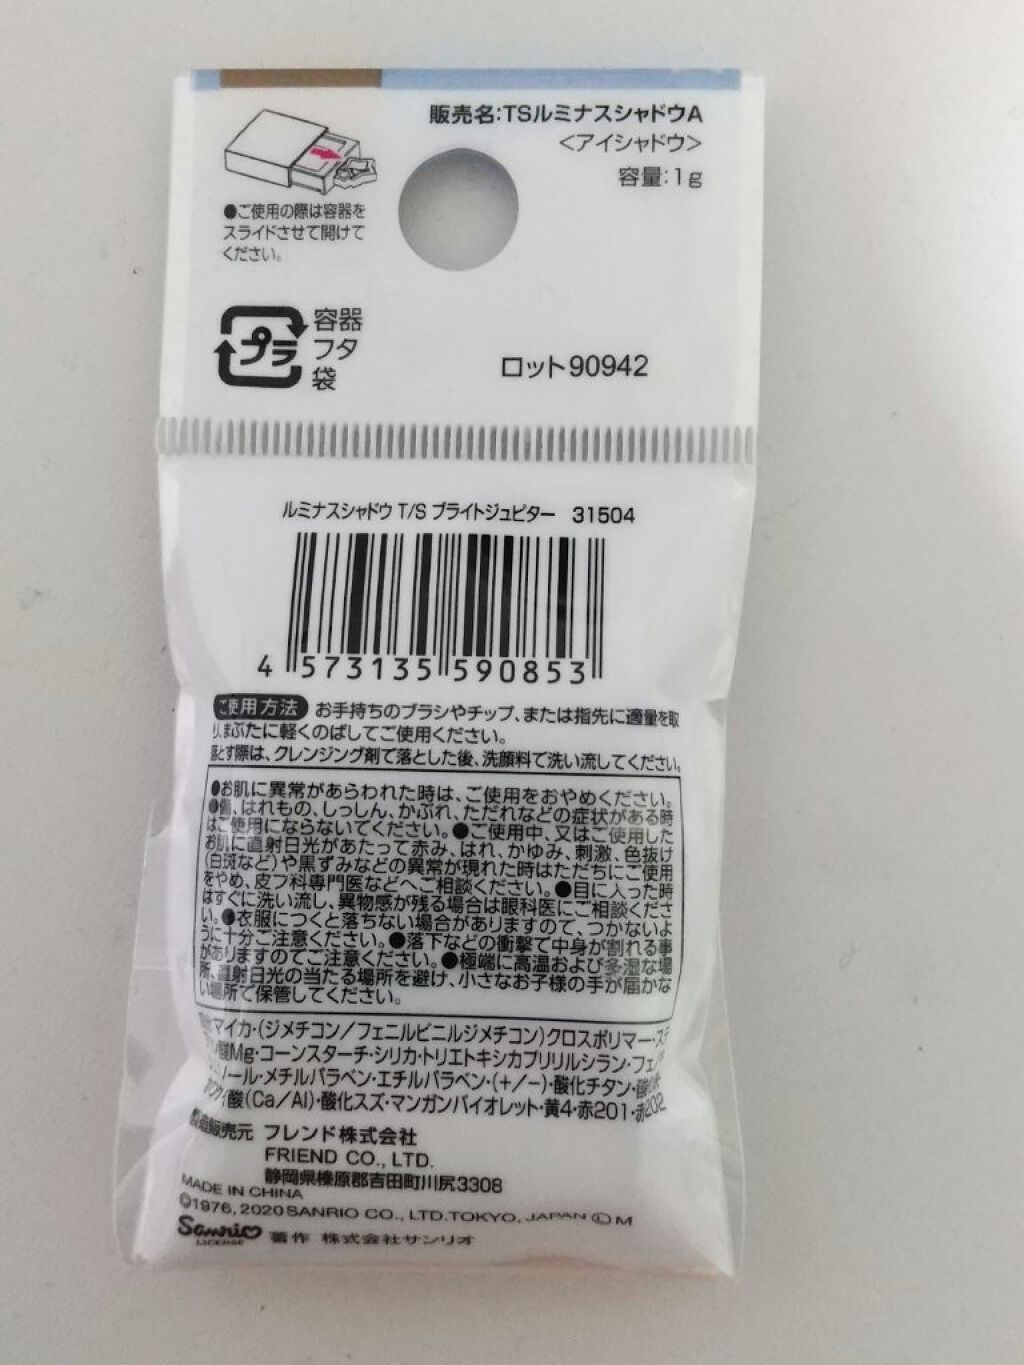 販売名:TSルミナスシャドウA
<アイシャドウ>
容量:1g
●ご使用の際は容器を
スライドさせて開けて
ください。
プラ
容器
フタ
袋
ロット90942
ルミナスシャドウ T/S ブライトジュピター 31504
4 573135 590853
ご使用方法 お手持ちのブラシやチップ、または指先に適量を取
り、まぶたに軽くのばしてご使用ください。
落とす際は、クレンジング剤で落とした後、洗顔料で洗い流してください。
●お肌に異常があらわれた時は、ご使用をおやめください。
●傷、はれもの、しっしん、かぶれ、ただれなどの症状がある時
はご使用にならないでください。●ご使用中、又はご使用した
お肌に直射日光があたって赤み、はれ、かゆみ、刺激、色抜け
(白斑など)や黒ずみなどの異常が現れた時はただちにご使用
をやめ、皮フ科専門医などへご相談ください。●目に入った時
はすぐに洗い流し、異物感が残る場合は眼科医にご相談くださ
い。●衣服につくと落ちない場合がありますので、つかないよ
うに十分ご注意ください。●落下などの衝撃で中身が割れる事
がありますのでご注意ください。●極端に高温および多湿な場
所、直射日光の当たる場所を避け、小さなお子様の手が届かな
い場所で保管してください。
マイカ・(ジメチコン/フェニルビニルジメチコン)クロスポリマー・ステ
酸Mg・コーンスターチ・シリカ・トリエトキシカプリリルシラン・フェノキ
ノール・メチルパラベン・エチルパラベン・(+/-)・酸化チタン・酸化
ホウケイ酸(Ca/Al)・酸化スズ・マンガンバイオレット・黄4・赤201・赤202
製造販売元 フレンド株式会社
FRIEND CO., LTD.
静岡県榛原郡吉田町川尻3308
MADE IN CHINA
©1976, 2020 SANRIO CO., LTD. TOKYO, JAPAN Ⓛ M
Sanrio
LICENSE
著作 株式会社サンリオ